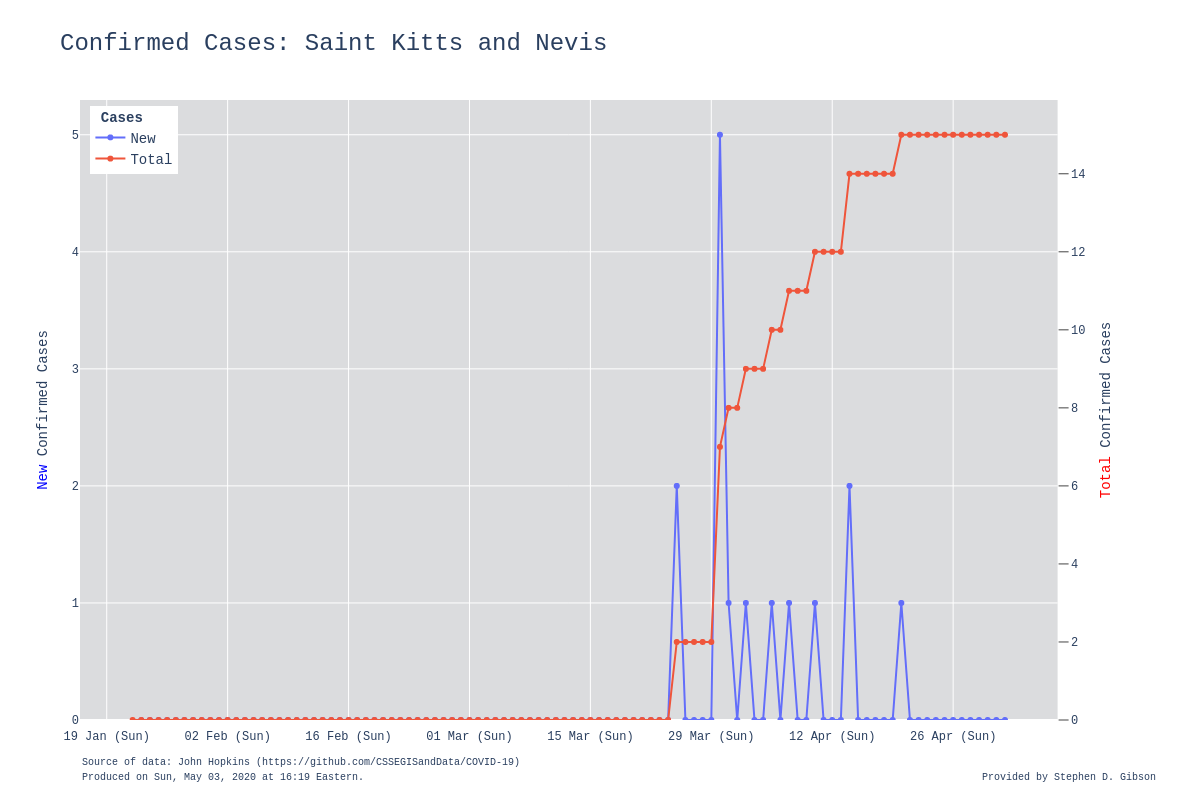 Confirmed Cases: Saint Kitts and Nevis
Cases
New
Total
5
4
3
2
1
0
New Confirmed Cases
14
12
10
8
6
4
2
0
Total Confirmed Cases
19 Jan (Sun)
02 Feb (Sun)
16 Feb (Sun)
01 Mar (Sun)
15 Mar (Sun)
29 Mar (Sun)
12 Apr (Sun)
26 Apr (Sun)
Source of data: John Hopkins (https://github.com/CSSEGISandData/COVID-19)
Produced on Sun, May 03, 2020 at 16:19 Eastern.
Provided by Stephen D. Gibson